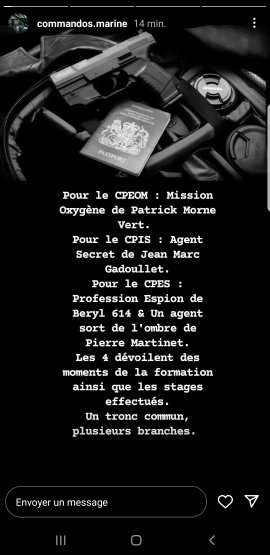 commandos.marine 14 min.
PASSPORT
Pour le CPEOM : Mission
Oxygène de Patrick Morne
Vert.
Pour le CPIS : Agent
Secret de Jean Marc
Gadoullet.
Pour le CPES :
Profession Espion de
Beryl 614 & Un agent
sort de l'ombre de
Pierre Martinet.
Les 4 dévoilent des
moments de la formation
ainsi que les stages
effectués.
Un tronc commun,
plusieurs branches.
Envoyer un message